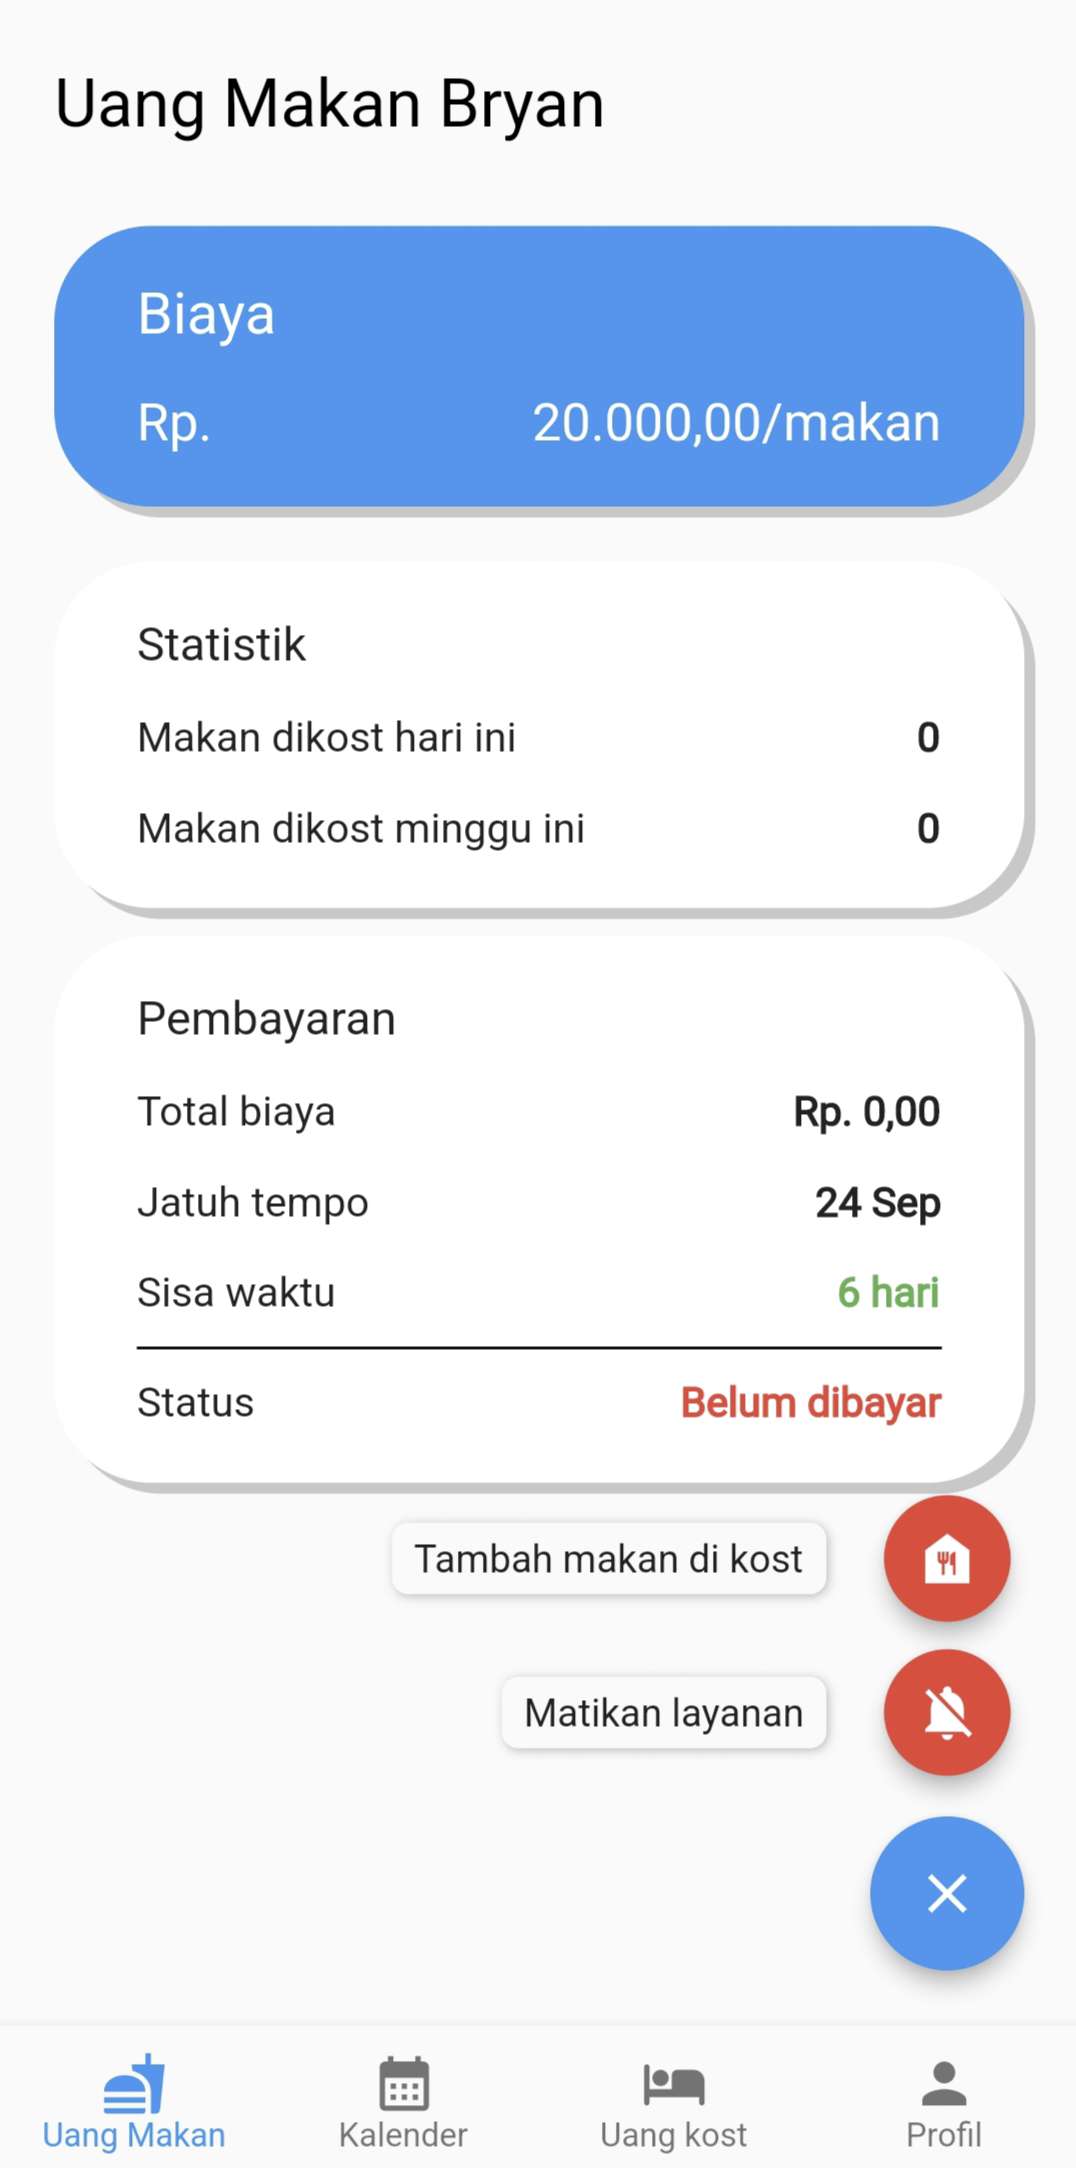 Uang Makan Bryan
Biaya
Rp. 20.000,00/makan
Statistik
Makan dikost hari ini 0
Makan dikost minggu ini 0
Pembayaran
Total biaya Rp. 0,00
Jatuh tempo 24 Sep
Sisa waktu 6 hari
Status Belum dibayar
Tambah makan di kost
Matikan layanan
Uang Makan Kalender Uang kost Profil